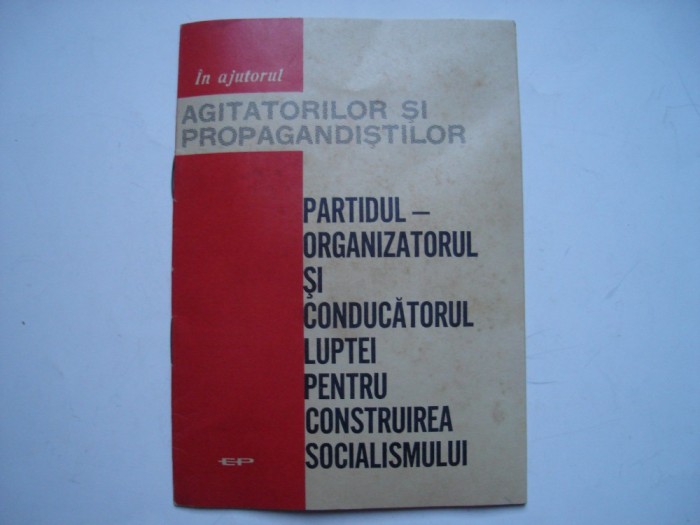 În ajutorul
AGITATORILOR ȘI
PROPAGANDIȘTILOR
PARTIDUL –
ORGANIZATORUL
ȘI
CONDUCĂTORUL
LUPTEI
PENTRU
CONSTRUIREA
SOCIALISMULUI
EP